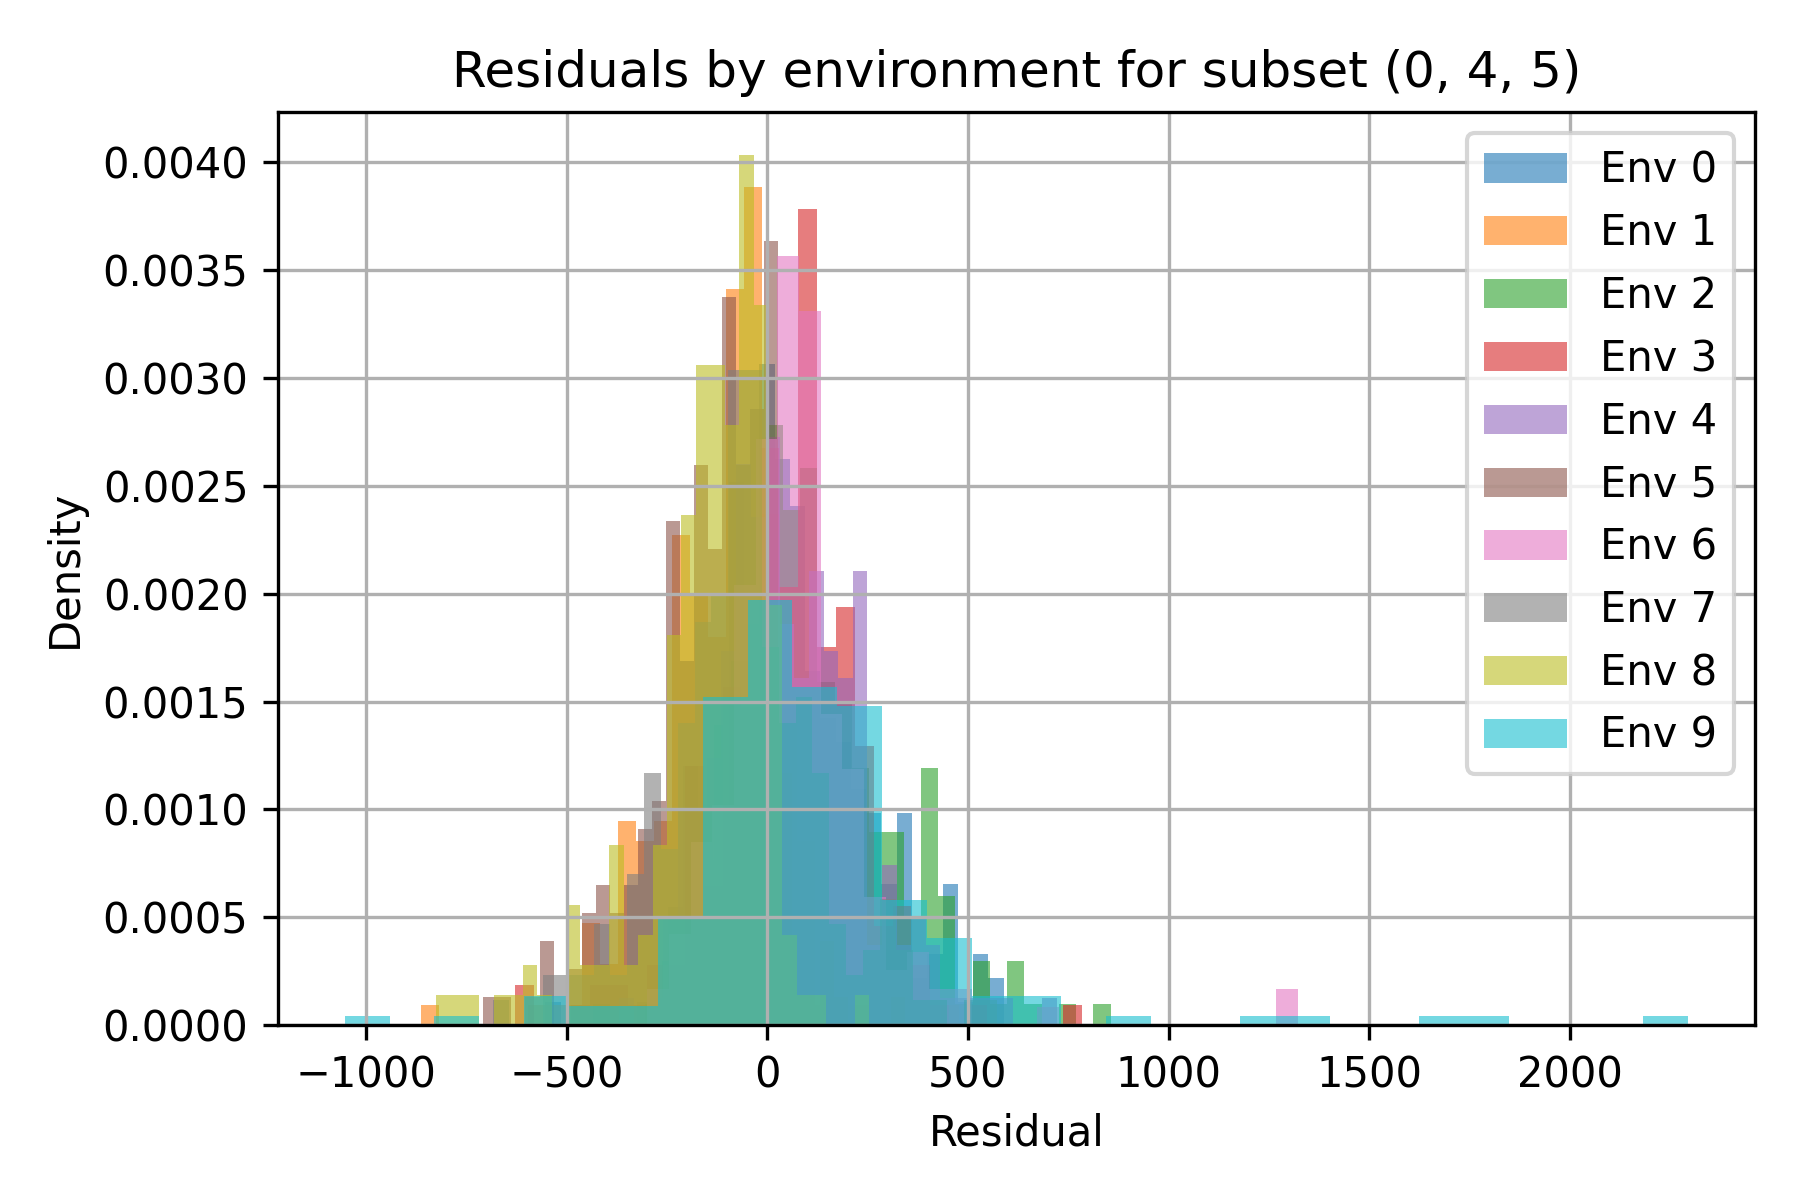 Residuals by environment for subset (0, 4, 5)
0.0040
0.0035
0.0030
0.0025
0.0020
0.0015
0.0010
0.0005
0.0000
Density
−1000
−500
0
500
1000
1500
2000
Residual
Env 0
Env 1
Env 2
Env 3
Env 4
Env 5
Env 6
Env 7
Env 8
Env 9